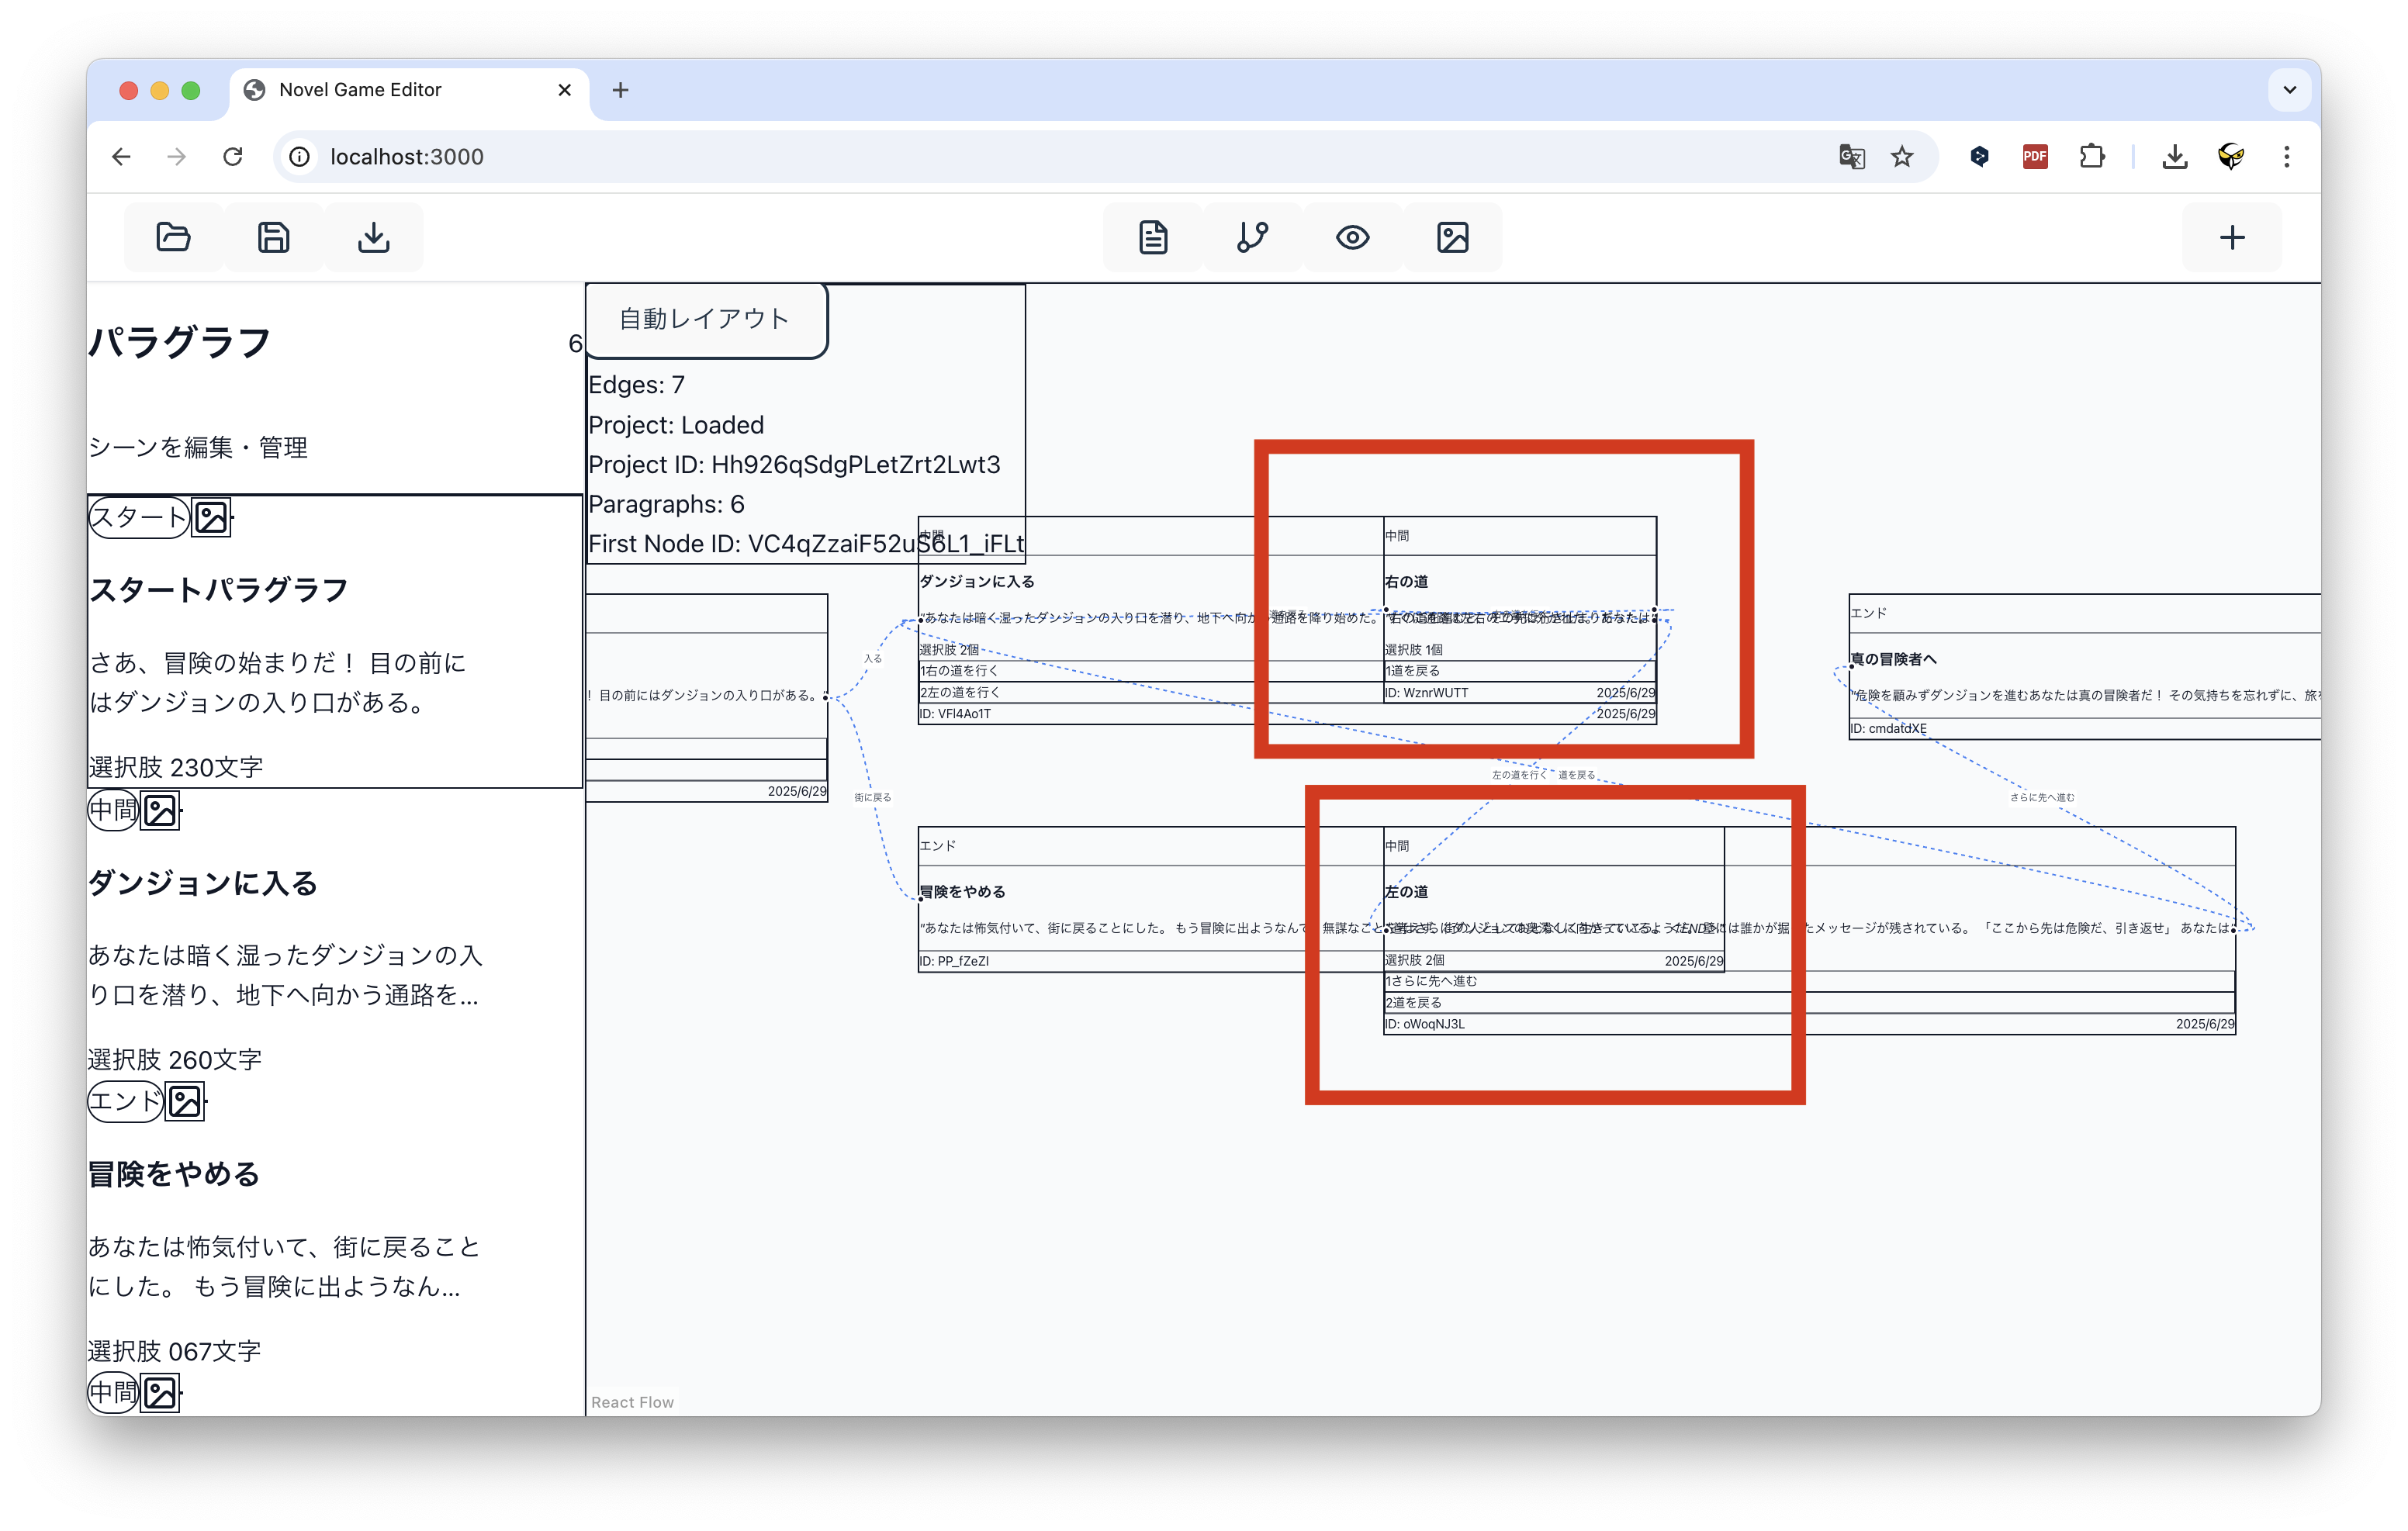 Novel Game Editor
localhost:3000
PDF
パラグラフ
6
シーンを編集・管理
スタート
スタートパラグラフ
さあ、冒険の始まりだ！ 目の前に
はダンジョンの入り口がある。
選択肢 230文字
中間
ダンジョンに入る
あなたは暗く湿ったダンジョンの入
り口を潜り、地下へ向かう通路を...
選択肢 260文字
エンド
冒険をやめる
あなたは怖気付いて、街に戻ること
にした。 もう冒険に出ようなん...
選択肢 067文字
中間
自動レイアウト
Edges: 7
Project: Loaded
Project ID: Hh926qSdgPLetZrt2Lwt3
Paragraphs: 6
First Node ID: VC4qZzaiF52uS6L1_iFLt
！ 目の前にはダンジョンの入り口がある。"
2025/6/29
入る
街に戻る
中間
ダンジョンに入る
"あなたは暗く湿ったダンジョンの入り口を潜り、地下へ向かう通路を降り始めた。
選択肢 2個
1右の道を行く
2左の道を行く
ID: VFI4Ao1T
2025/6/29
中間
右の道
選択肢 1個
1道を戻る
ID: WznrWUTT
2025/6/29
左の道を行く
道を戻る
エンド
真の冒険者へ
"危険を顧みずダンジョンを進むあなたは真の冒険者だ！ その気持ちを忘れずに、旅
ID: cmdatdXE
さらに先へ進む
エンド
冒険をやめる
"あなたは怖気付いて、街に戻ることにした。 もう冒険に出ようなんて、無謀なこと
ID: PP_fZeZI
2025/6/29
中間
左の道
には誰かが掘ったメッセージが残されている。 「ここから先は危険だ、引き返せ」 あなたは
選択肢 2個
1さらに先へ進む
2道を戻る
ID: oWoqNJ3L
2025/6/29
React Flow